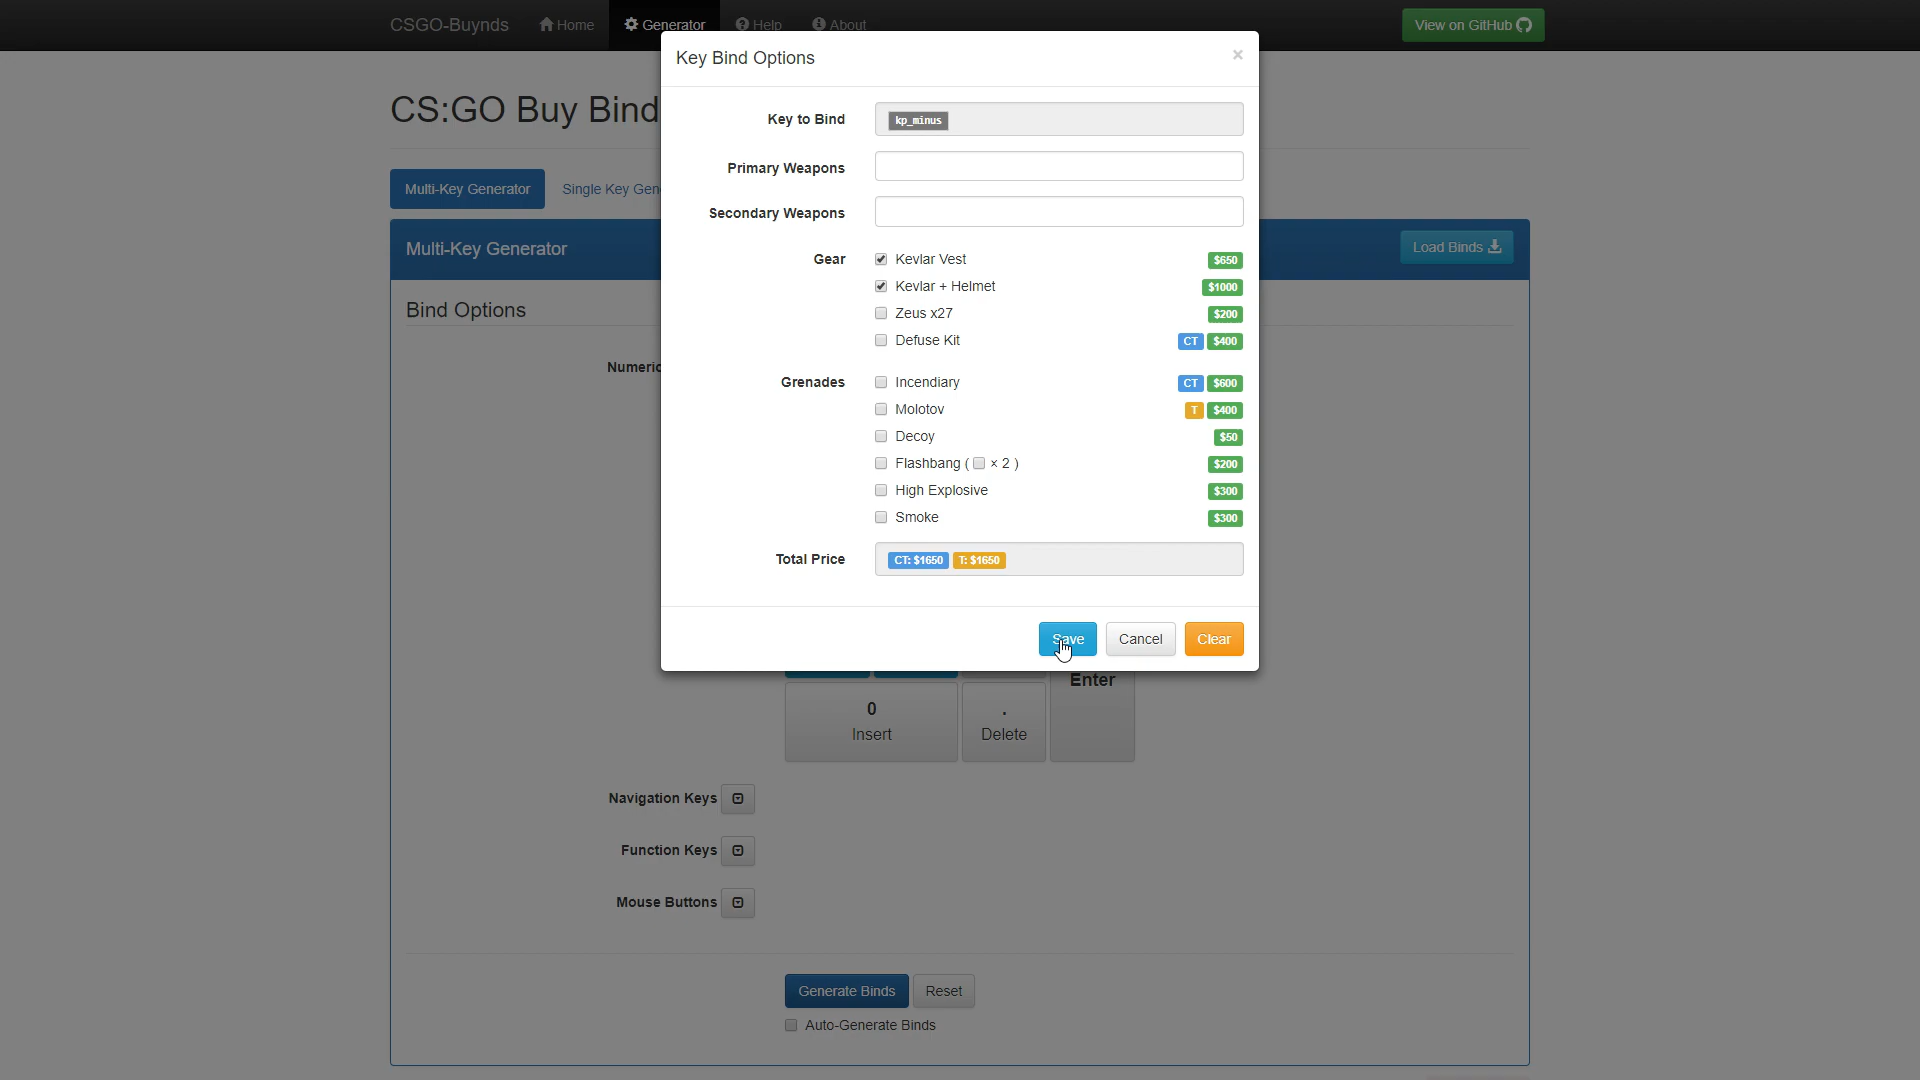 CSGO-Buynds Home Generator Help About View on GitHub
Key Bind Options ×
CS:GO Buy Bind
Key to Bind kp_minus
Primary Weapons
Multi-Key Generator Single Key Gen
Secondary Weapons
Multi-Key Generator Load Binds
Gear Kevlar Vest $650
Kevlar + Helmet $1000
Bind Options
Zeus x27 $200
Defuse Kit CT $400
Numeric
Grenades Incendiary CT $600
Molotov T $400
Decoy $50
Flashbang ( × 2 ) $200
High Explosive $300
Smoke $300
Total Price CT: $1650 T: $1650
Save Cancel Clear
Enter
0 .
Insert Delete
Navigation Keys
Function Keys
Mouse Buttons
Generate Binds Reset
Auto-Generate Binds